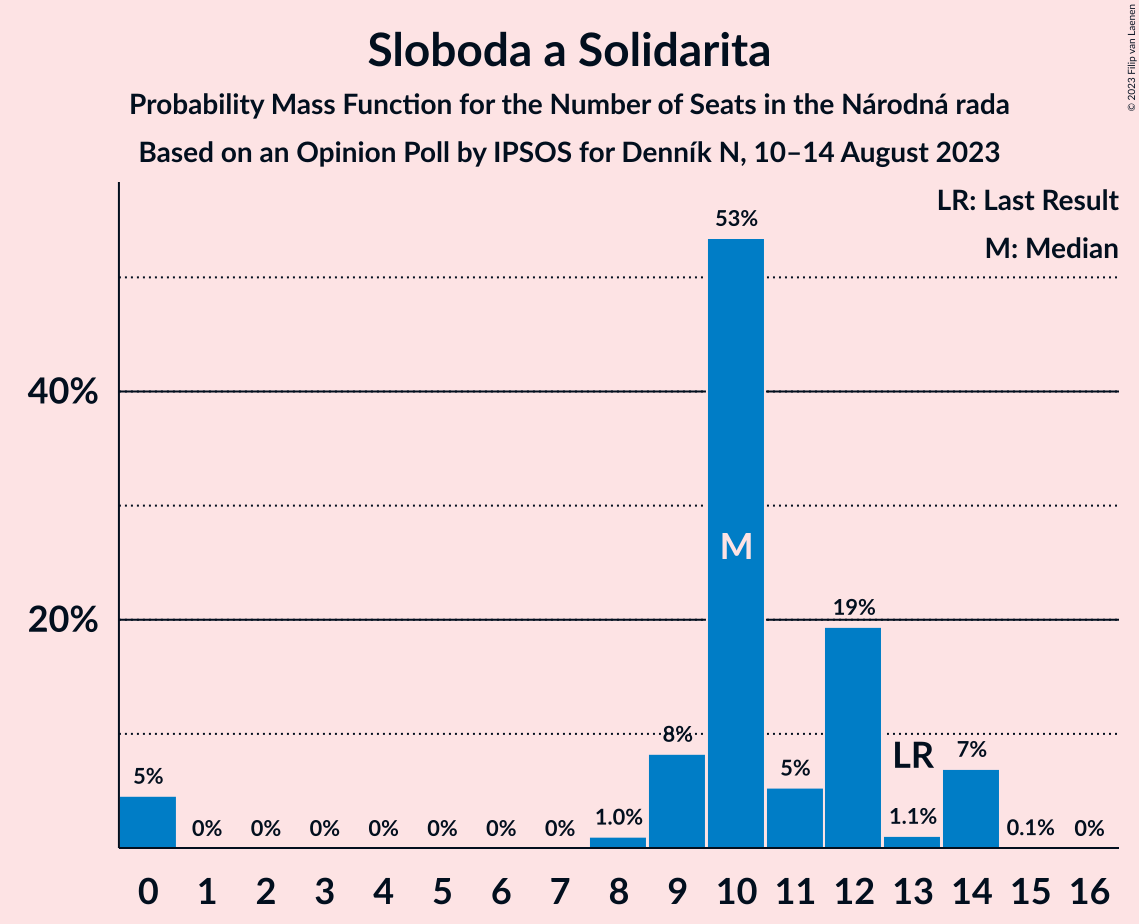 Sloboda a Solidarita
Probability Mass Function for the Number of Seats in the Národná rada
Based on an Opinion Poll by IPSOS for Denník N, 10–14 August 2023
© 2023 Filip van Laenen
LR: Last Result
M: Median
40%
20%
5%
0%
0%
0%
0%
0%
0%
0%
1.0%
8%
53%
M
5%
19%
LR
1.1%
7%
0.1%
0%
0 1 2 3 4 5 6 7 8 9 10 11 12 13 14 15 16